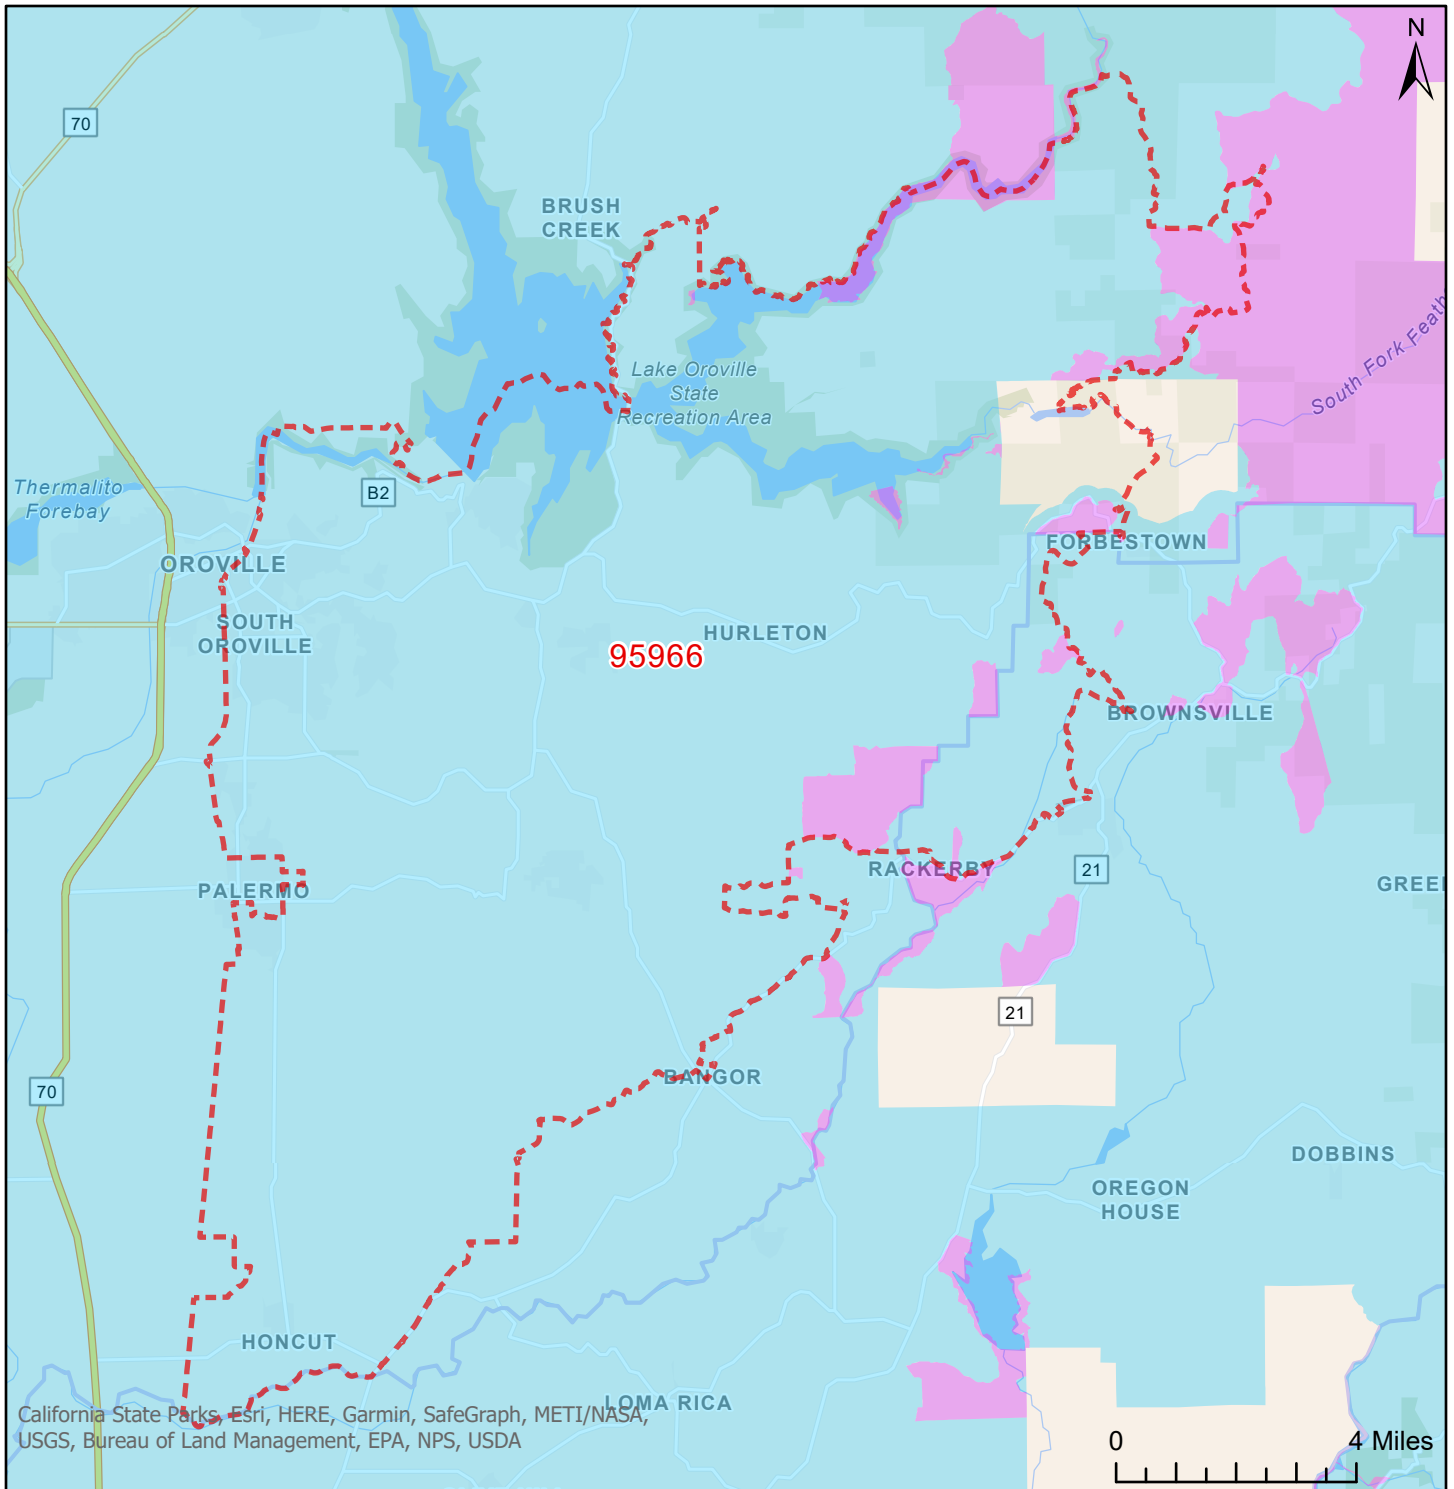 N
70
BRUSH
CREEK
South Fork Feath
Lake Oroville
State
Recreation Area
Thermalito
Forebay
B2
OROVILLE
FORBESTOWN
SOUTH
OROVILLE
HURLETON
95966
BROWNSVILLE
RACKERBY
21
PALERMO
GREE
21
BANGOR
70
DOBBINS
OREGON
HOUSE
HONCUT
LOMA RICA
California State Parks, Esri, HERE, Garmin, SafeGraph, METI/NASA,
USGS, Bureau of Land Management, EPA, NPS, USDA
0 4 Miles